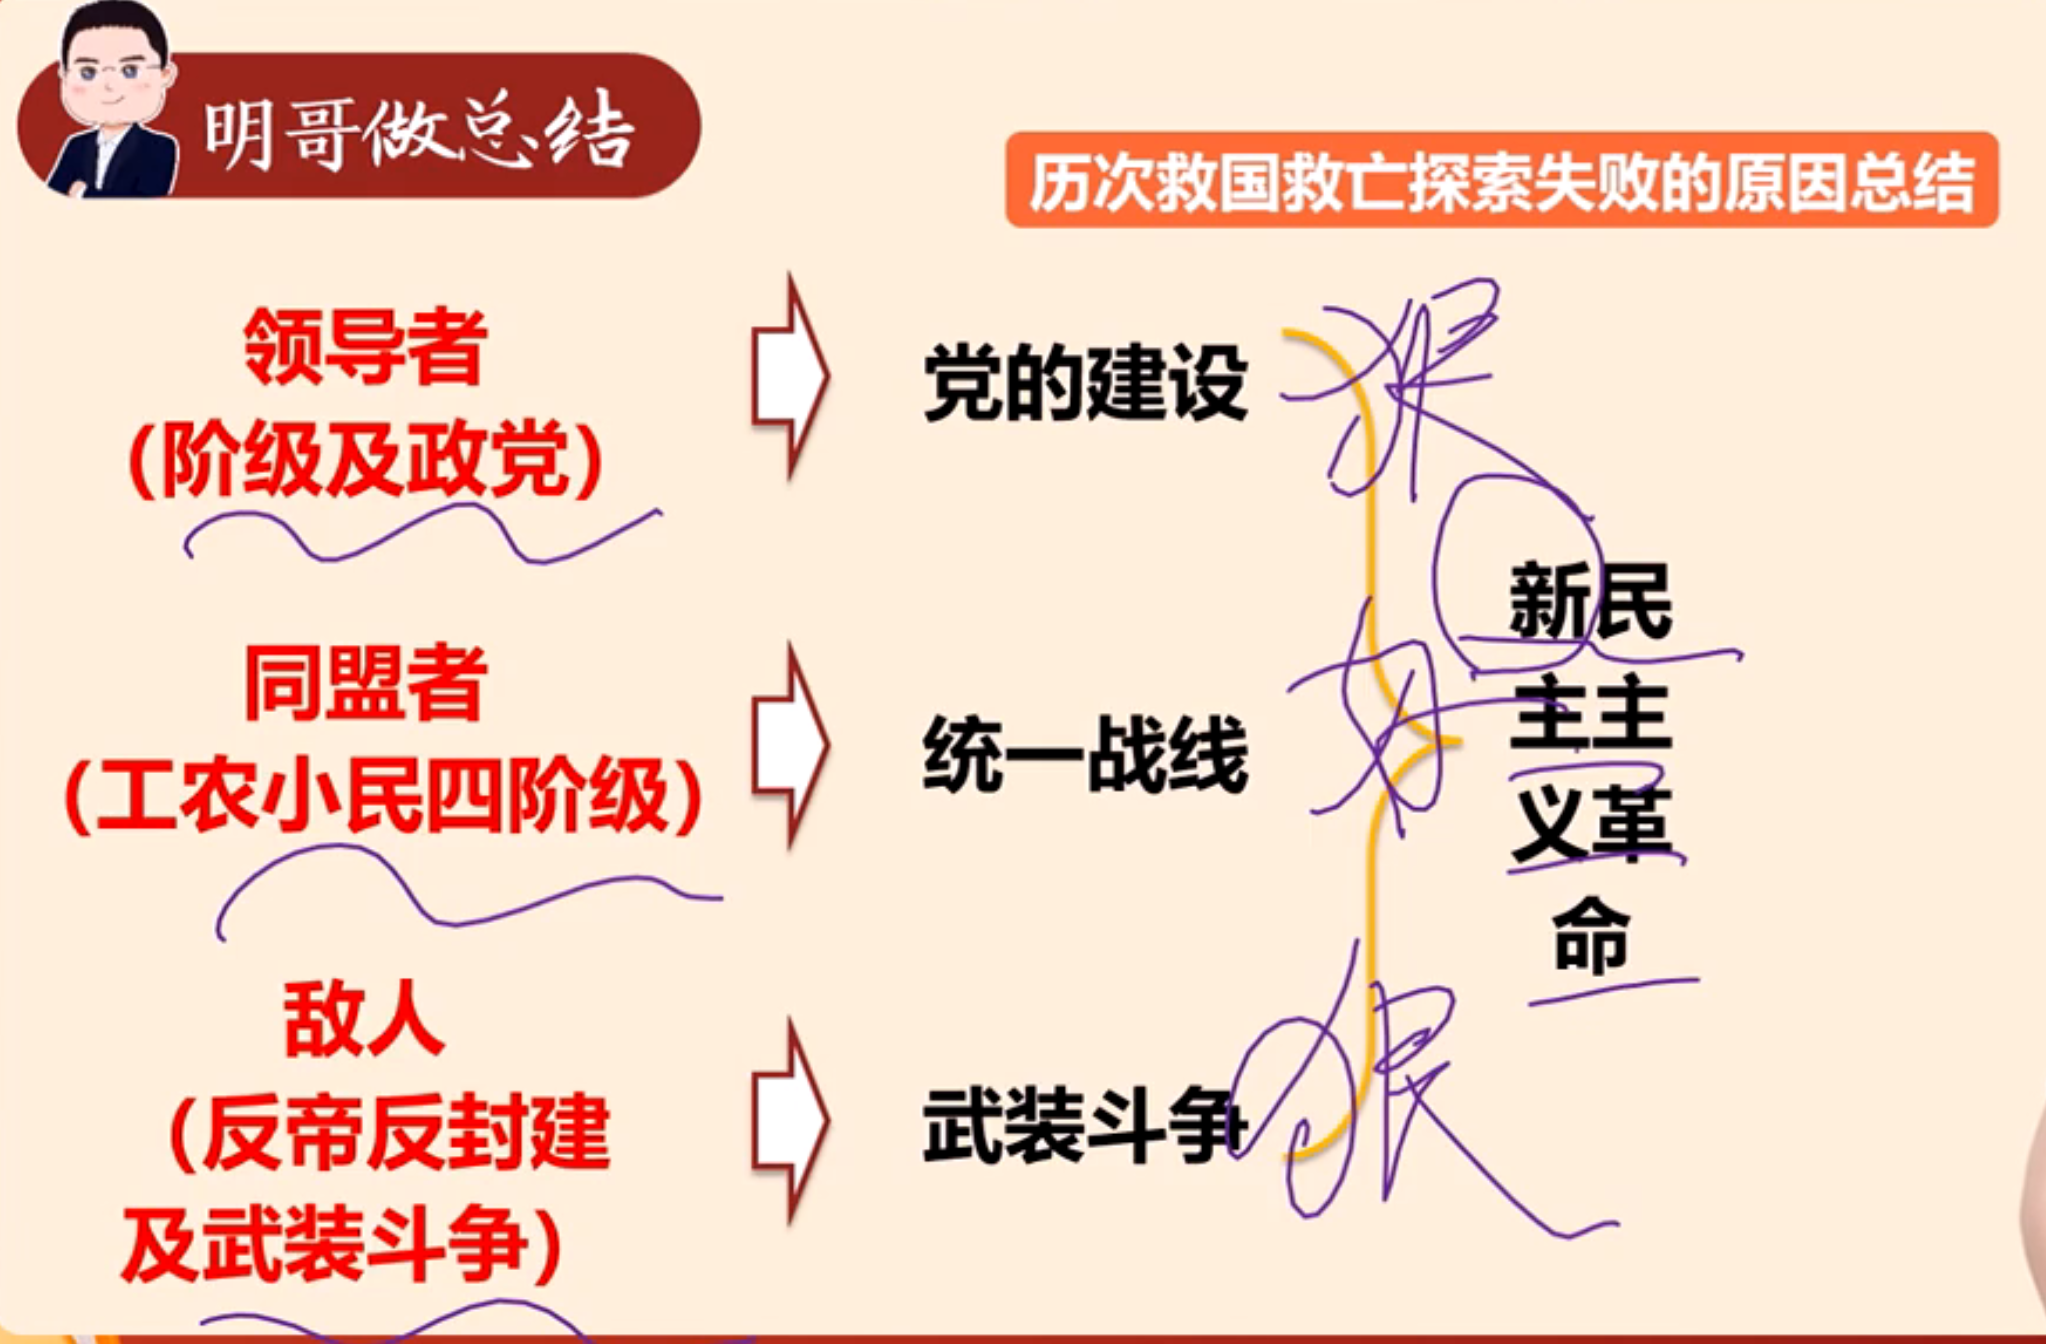 明哥做总结
历次救国救亡探索失败的原因总结
领导者
（阶级及政党）
党的建设
狠
同盟者
（工农小民四阶级）
统一战线
好
敌人
（反帝反封建
及武装斗争）
武装斗争
狠
新民
主主
义革
命